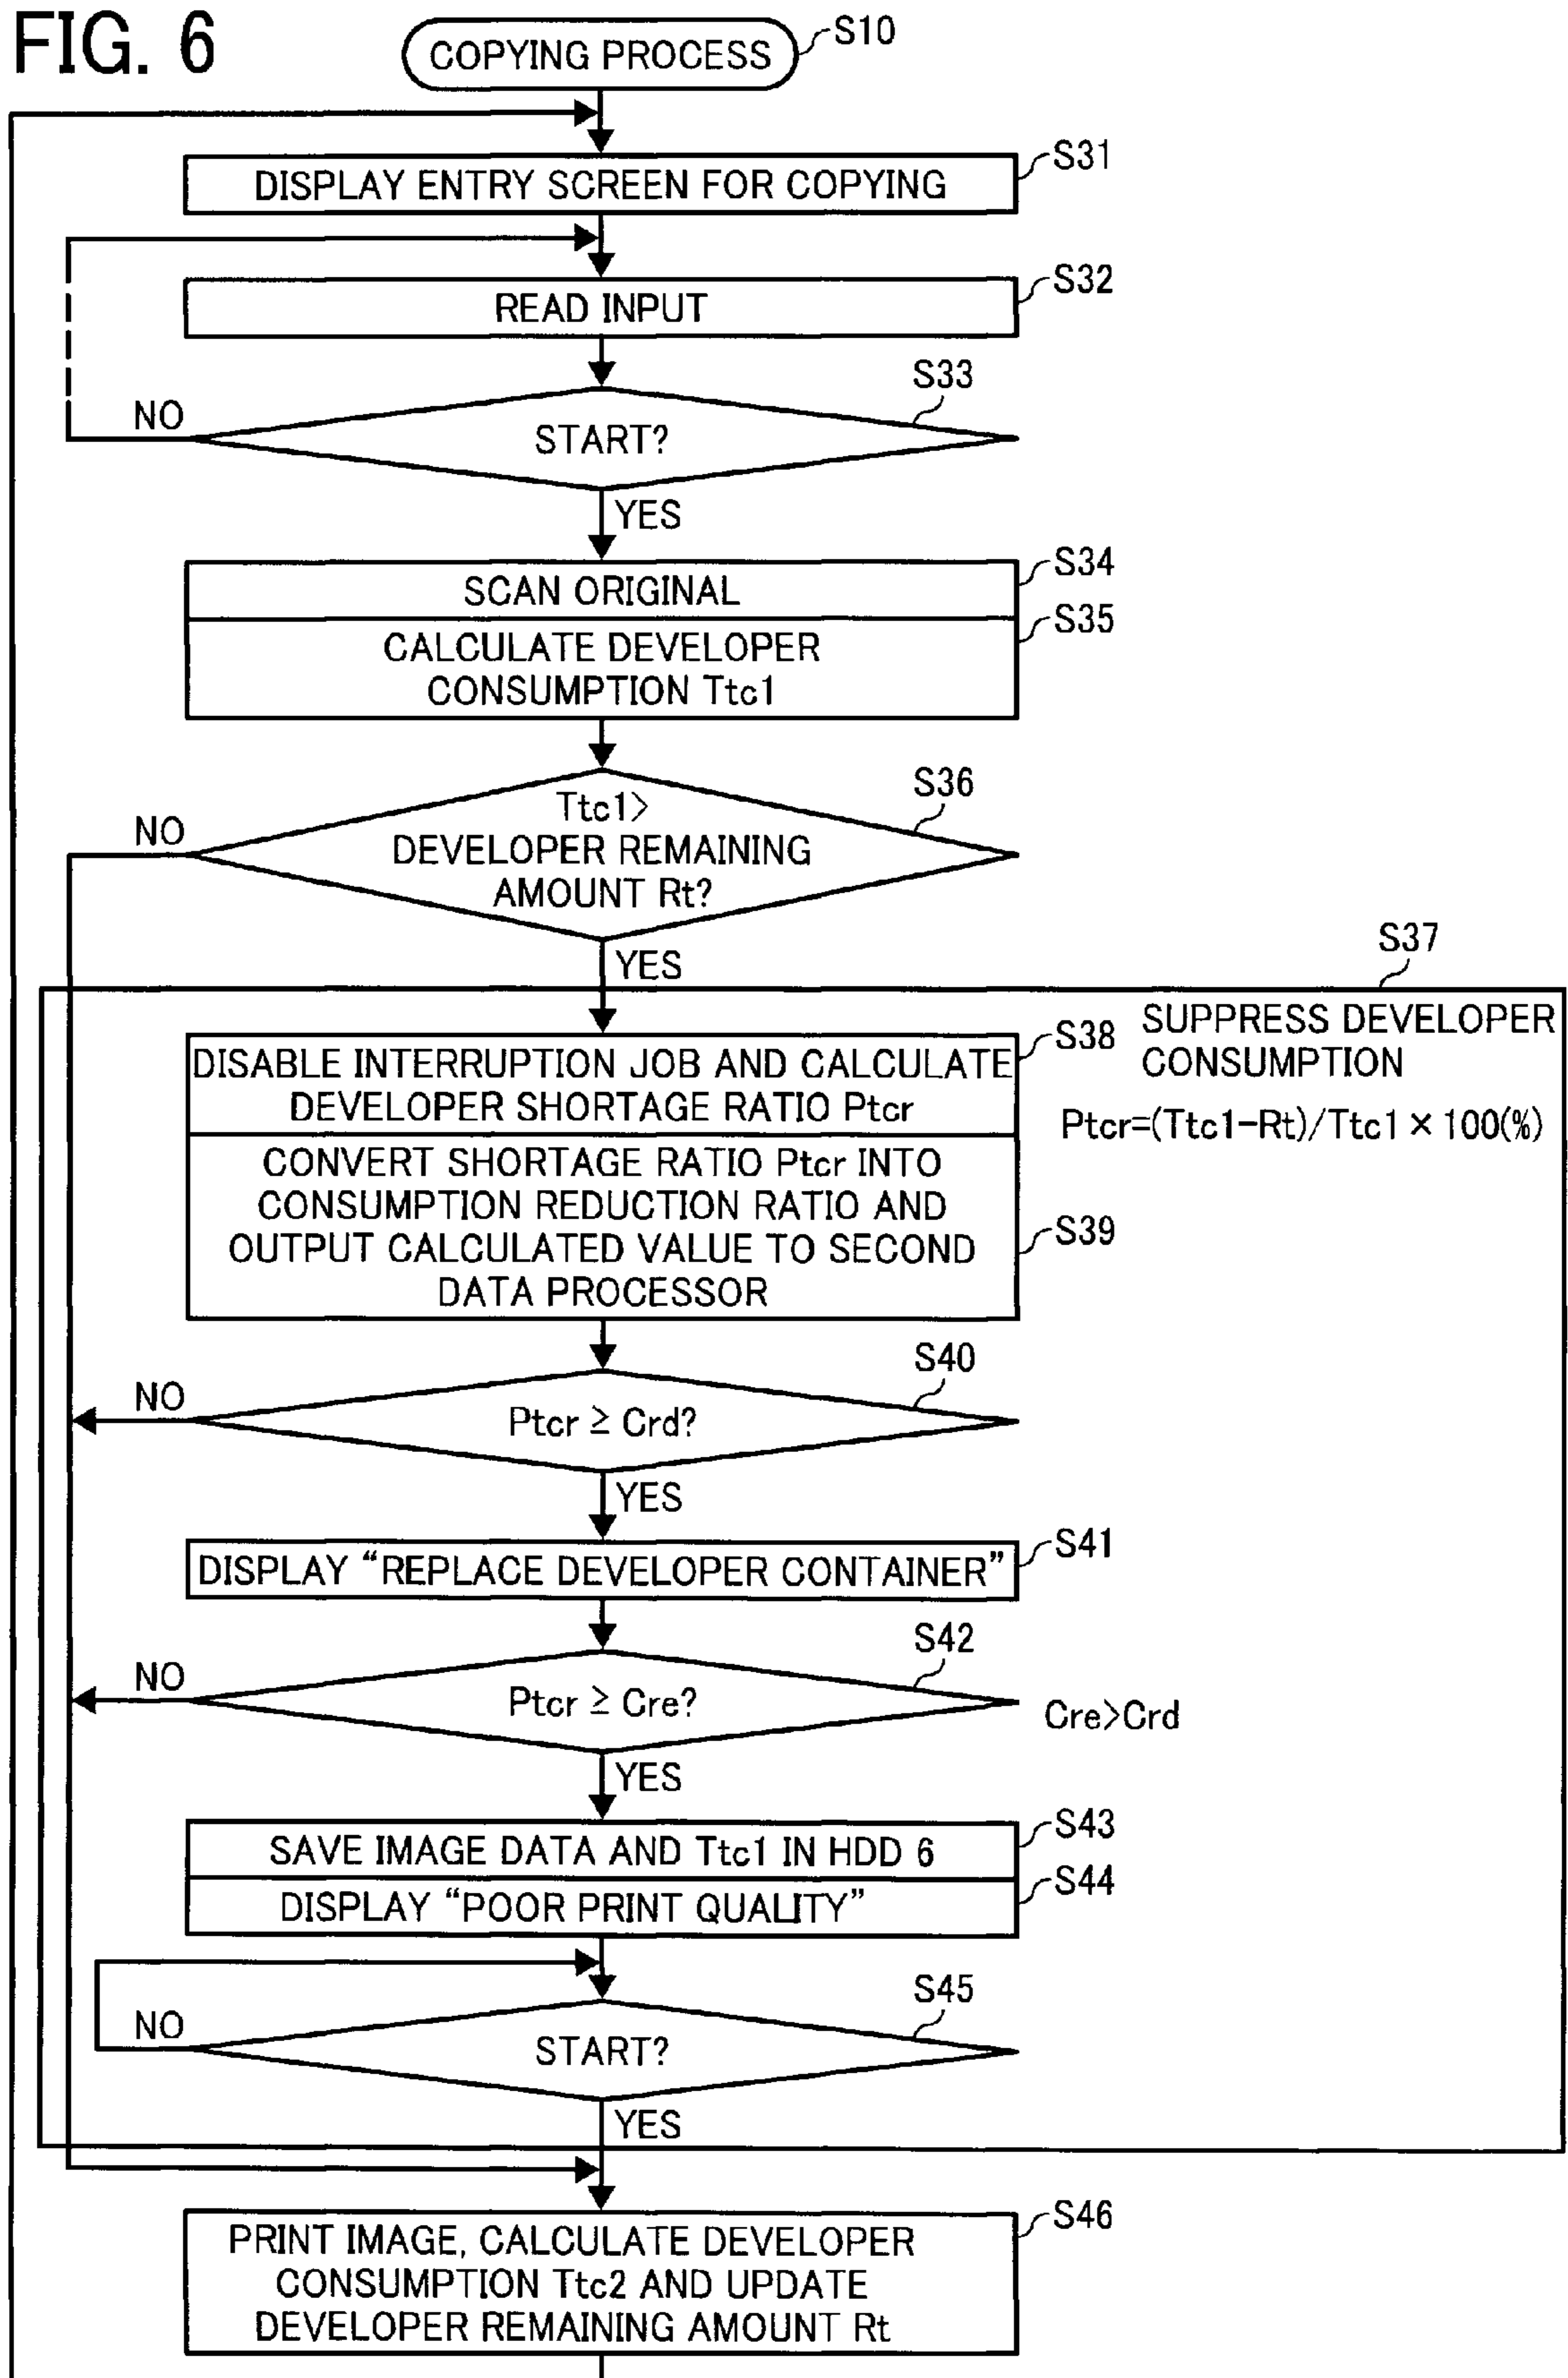 FIG. 6
COPYING PROCESS
S10
DISPLAY ENTRY SCREEN FOR COPYING
S31
READ INPUT
S32
S33
NO
START?
YES
SCAN ORIGINAL
S34
CALCULATE DEVELOPER
CONSUMPTION Ttc1
S35
S36
NO
Ttc1>
DEVELOPER REMAINING
AMOUNT Rt?
YES
S37
SUPPRESS DEVELOPER
CONSUMPTION
Ptcr=(Ttc1-Rt)/Ttc1 × 100(%)
DISABLE INTERRUPTION JOB AND CALCULATE
DEVELOPER SHORTAGE RATIO Ptcr
S38
CONVERT SHORTAGE RATIO Ptcr INTO
CONSUMPTION REDUCTION RATIO AND
OUTPUT CALCULATED VALUE TO SECOND
DATA PROCESSOR
S39
S40
NO
Ptcr ≥ Crd?
YES
DISPLAY “REPLACE DEVELOPER CONTAINER”
S41
S42
NO
Ptcr ≥ Cre?
Cre>Crd
YES
SAVE IMAGE DATA AND Ttc1 IN HDD 6
S43
DISPLAY “POOR PRINT QUALITY”
S44
S45
NO
START?
YES
PRINT IMAGE, CALCULATE DEVELOPER
CONSUMPTION Ttc2 AND UPDATE
DEVELOPER REMAINING AMOUNT Rt
S46